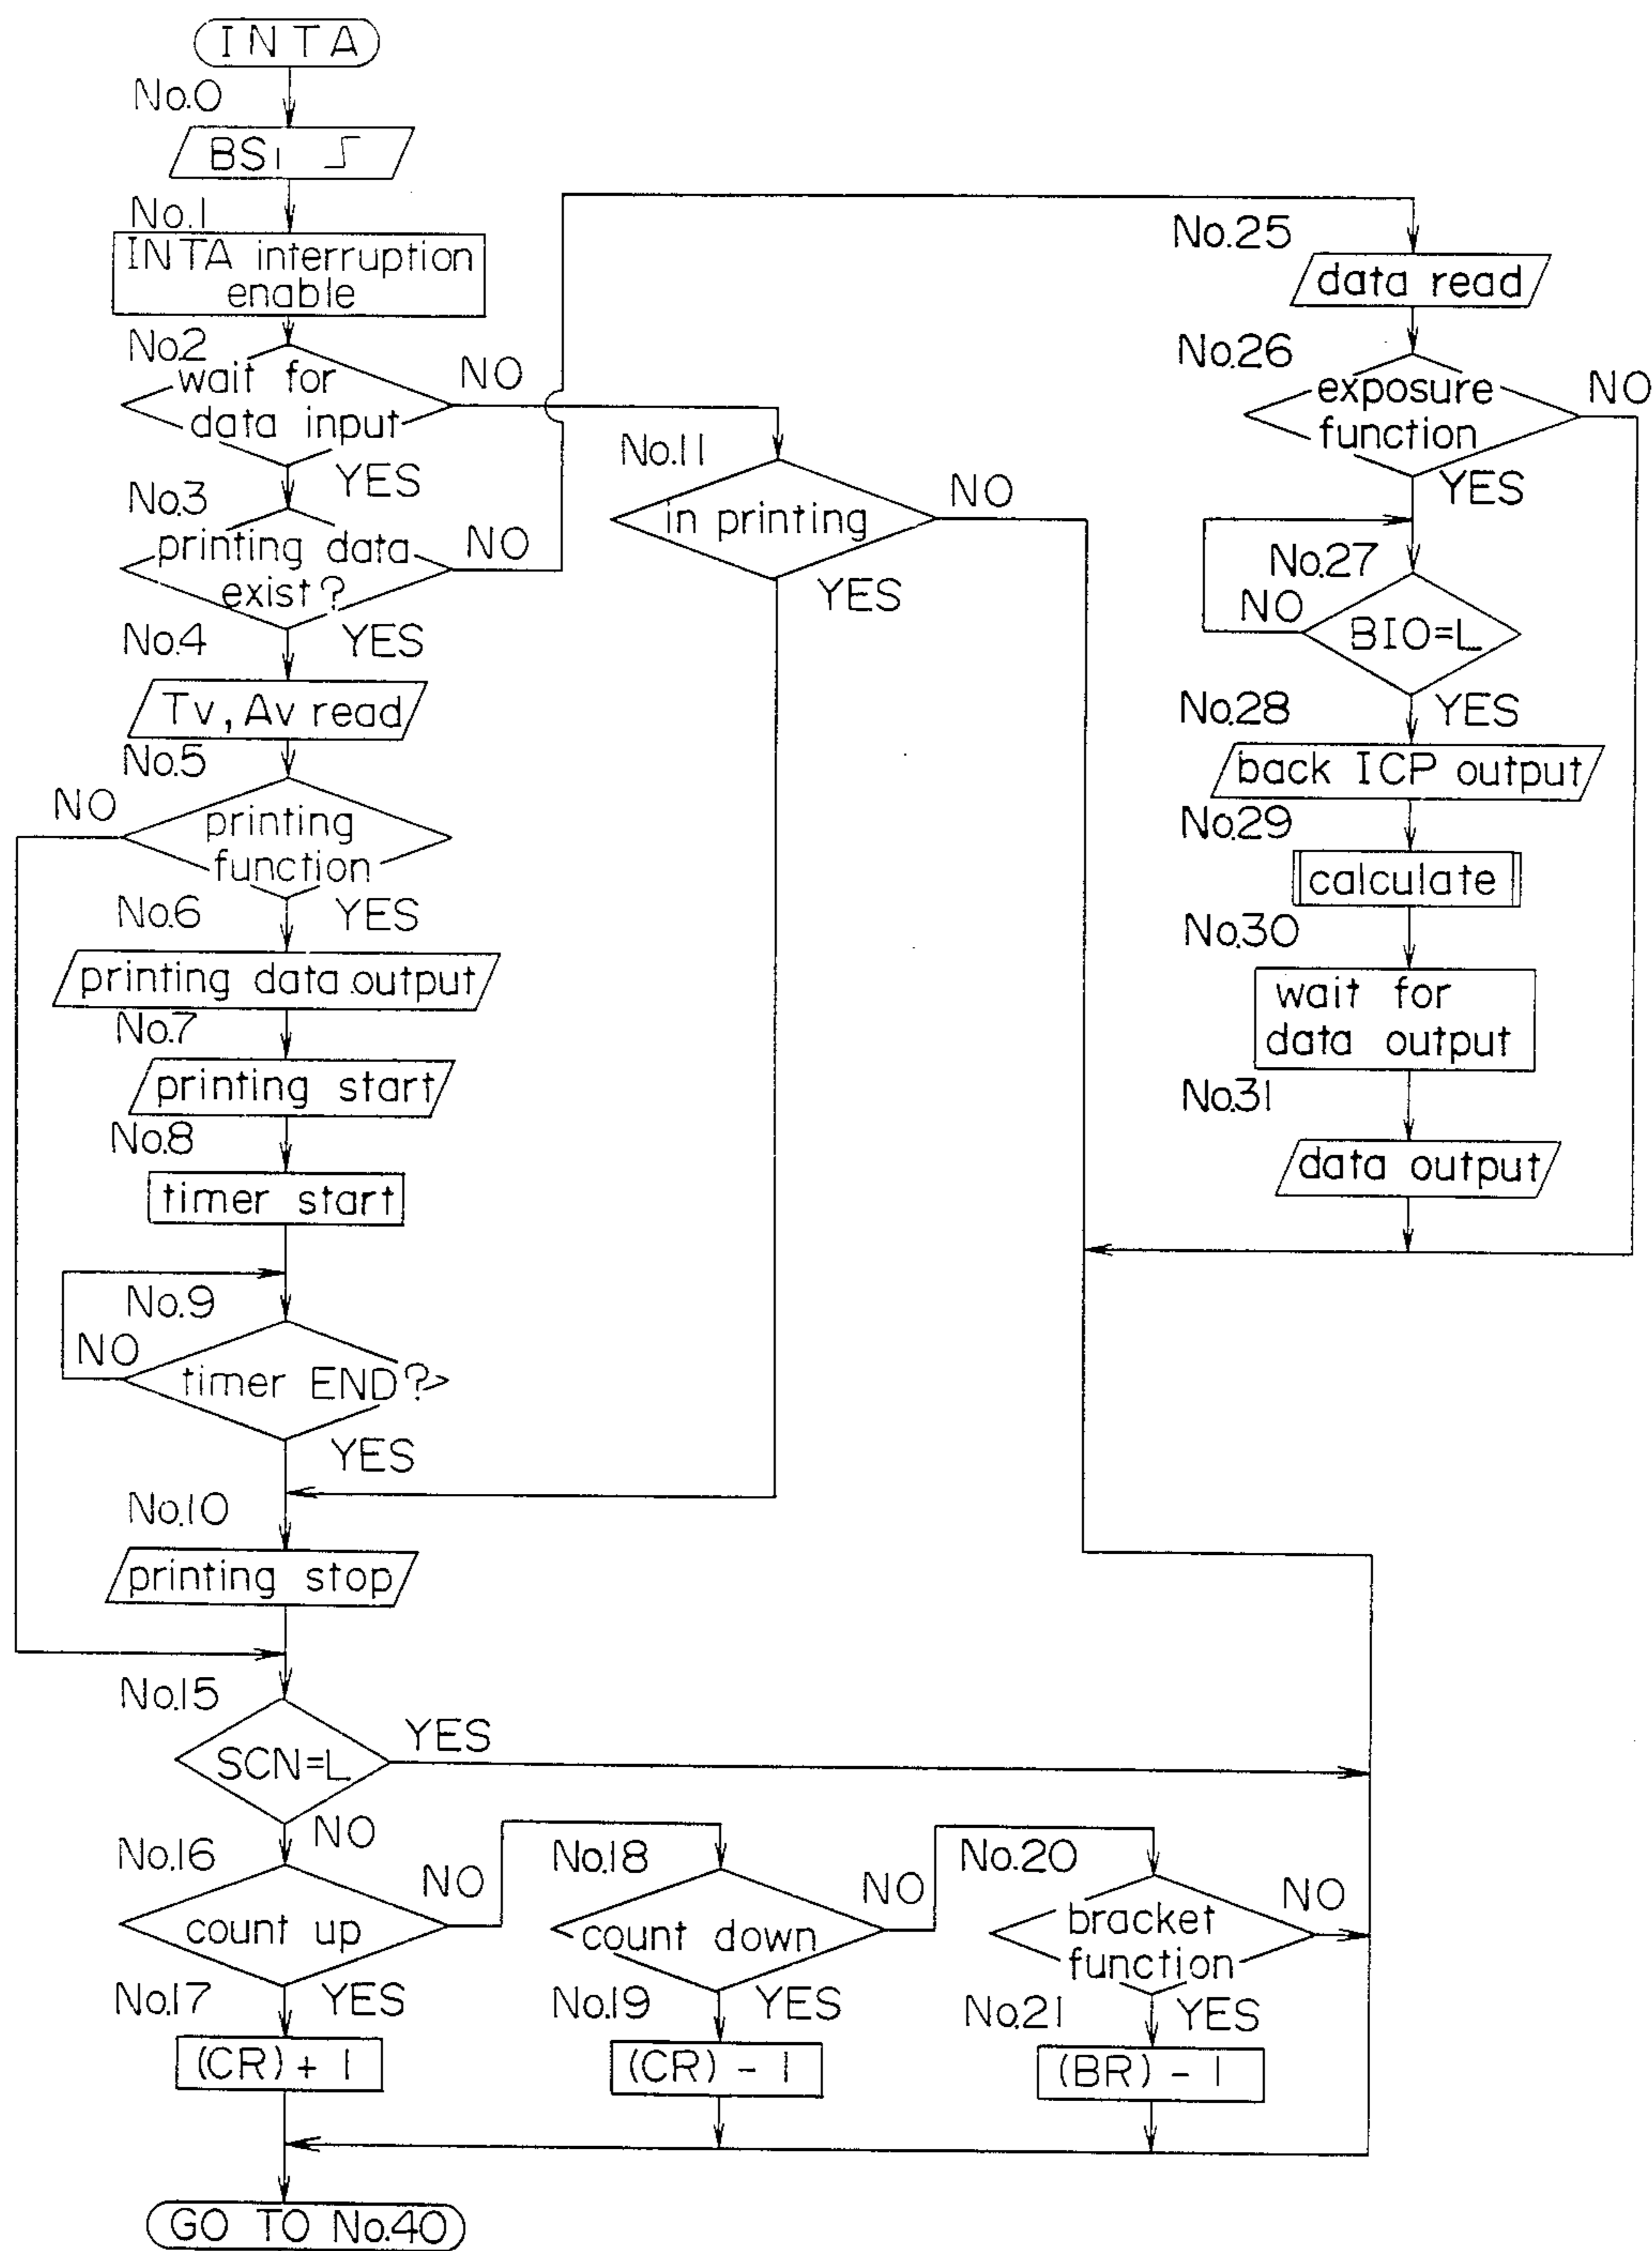 INTA
No.0
BS1
No.1
INTA interruption
enable
No.2
wait for
data input
NO
YES
No.3
printing data
exist?
NO
YES
No.4
Tv, Av read
No.5
printing
function
NO
YES
No.6
printing data output
No.7
printing start
No.8
timer start
No.9
timer END?
NO
YES
No.10
printing stop
No.11
in printing
NO
YES
No.15
SCN=L
YES
NO
No.16
count up
NO
YES
No.17
(CR) + 1
No.18
count down
NO
YES
No.19
(CR) - 1
No.20
bracket
function
NO
YES
No.21
(BR) - 1
GO TO No.40
No.25
data read
No.26
exposure
function
NO
YES
No.27
BIO=L
NO
YES
No.28
back ICP output
No.29
calculate
No.30
wait for
data output
No.31
data output